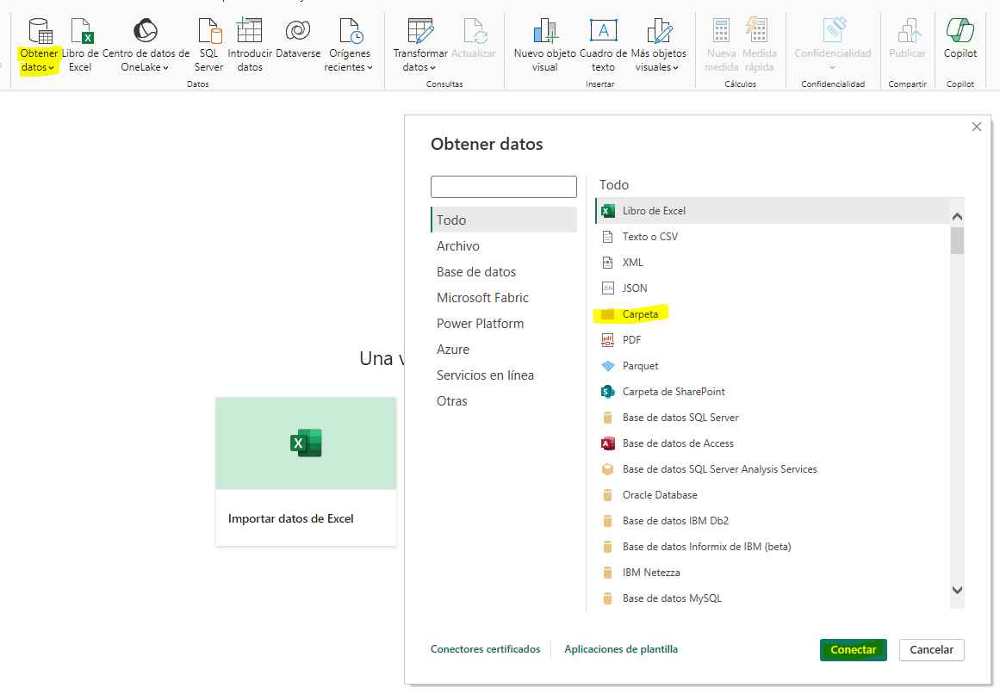 Obtener datos
Libro de Excel
Centro de datos de OneLake
SQL Server
Introducir datos
Dataverse
Orígenes recientes
Datos
Transformar datos
Actualizar
Consultas
Nuevo objeto visual
Cuadro de texto
Más objetos visuales
Insertar
Nueva medida
Medida rápida
Cálculos
Confidencialidad
Confidencialidad
Publicar
Compartir
Copilot
Copilot
Obtener datos
Todo
Archivo
Base de datos
Microsoft Fabric
Power Platform
Azure
Servicios en línea
Otras
Todo
Libro de Excel
Texto o CSV
XML
JSON
Carpeta
PDF
Parquet
Carpeta de SharePoint
Base de datos SQL Server
Base de datos de Access
Base de datos SQL Server Analysis Services
Oracle Database
Base de datos IBM Db2
Base de datos Informix de IBM (beta)
IBM Netezza
Base de datos MySQL
Una
Importar datos de Excel
Conectores certificados
Aplicaciones de plantilla
Conectar
Cancelar